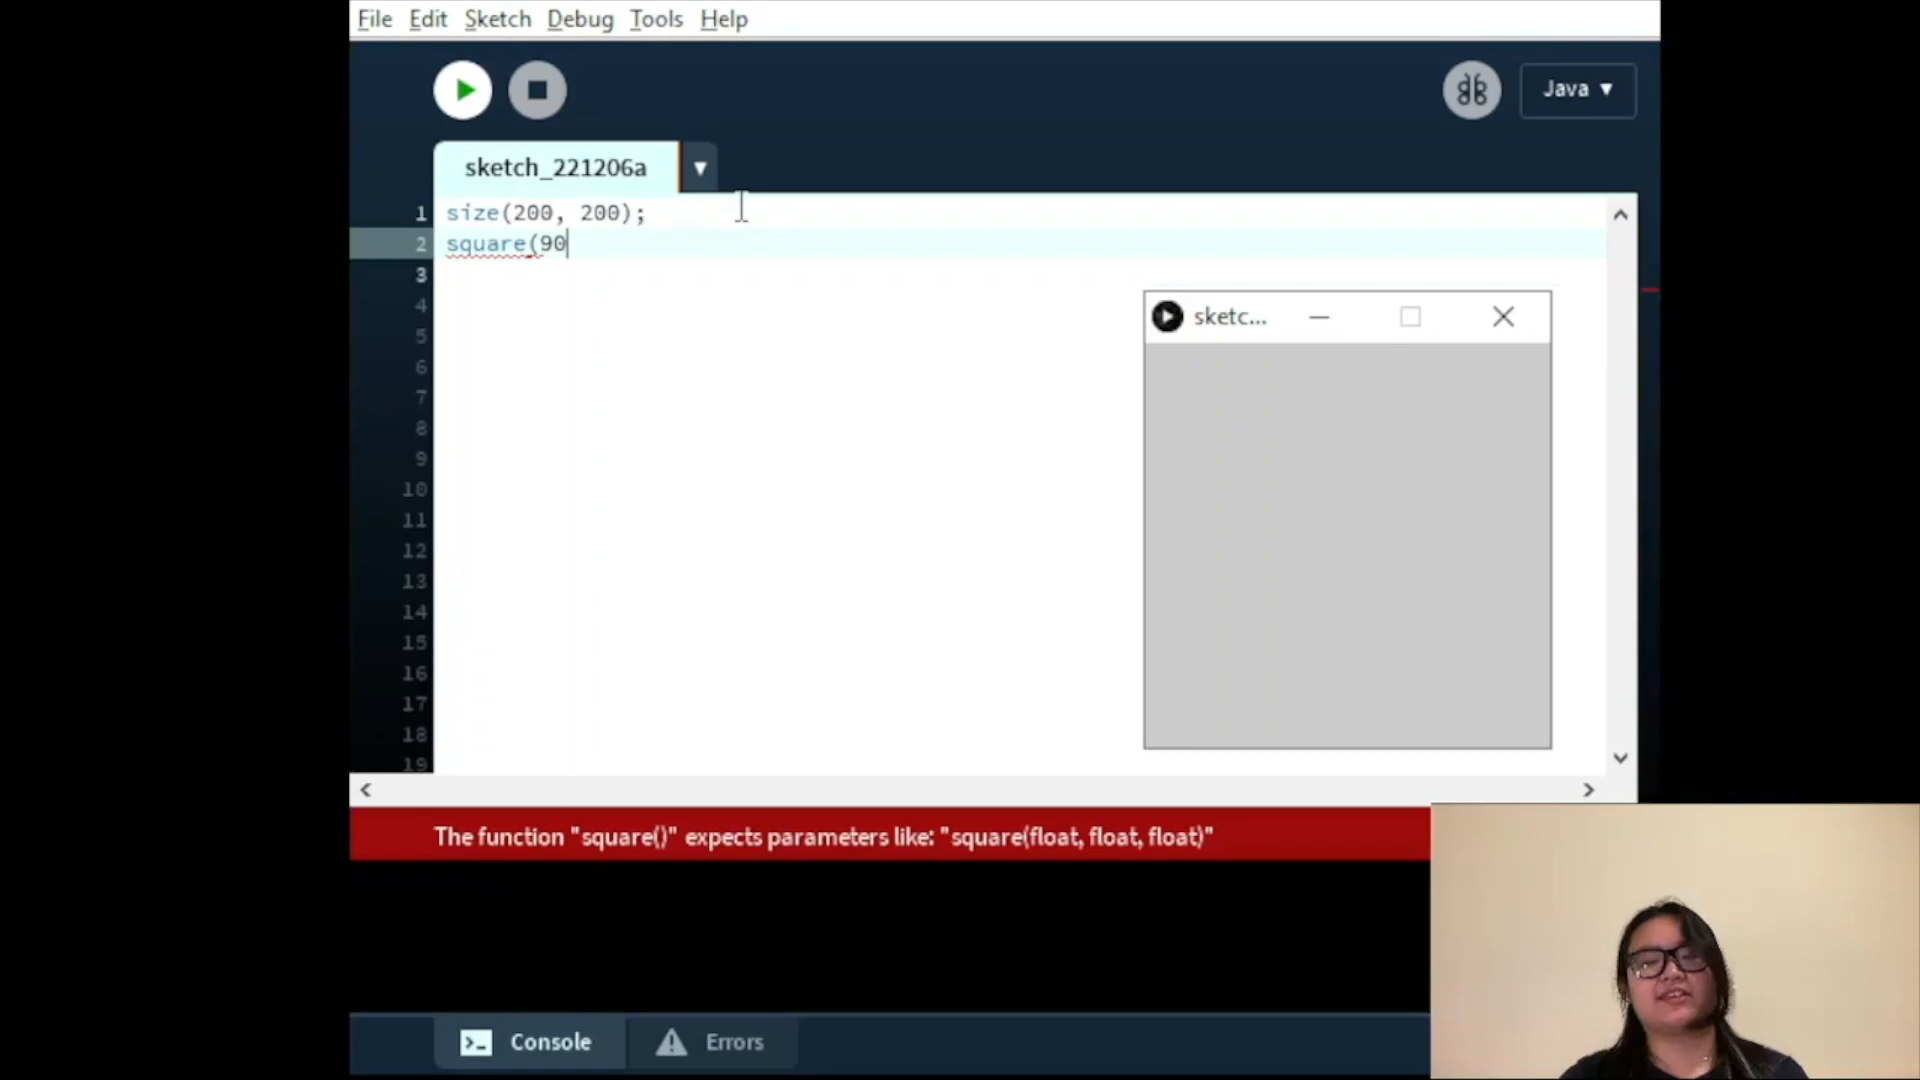 File Edit Sketch Debug Tools Help
Java ▼
sketch_221206a ▼
1 size(200, 200);
2 square(90
3
4
5
6
7
8
9
10
11
12
13
14
15
16
17
18
19
sketc...
The function "square()" expects parameters like: "square(float, float, float)"
Console Errors